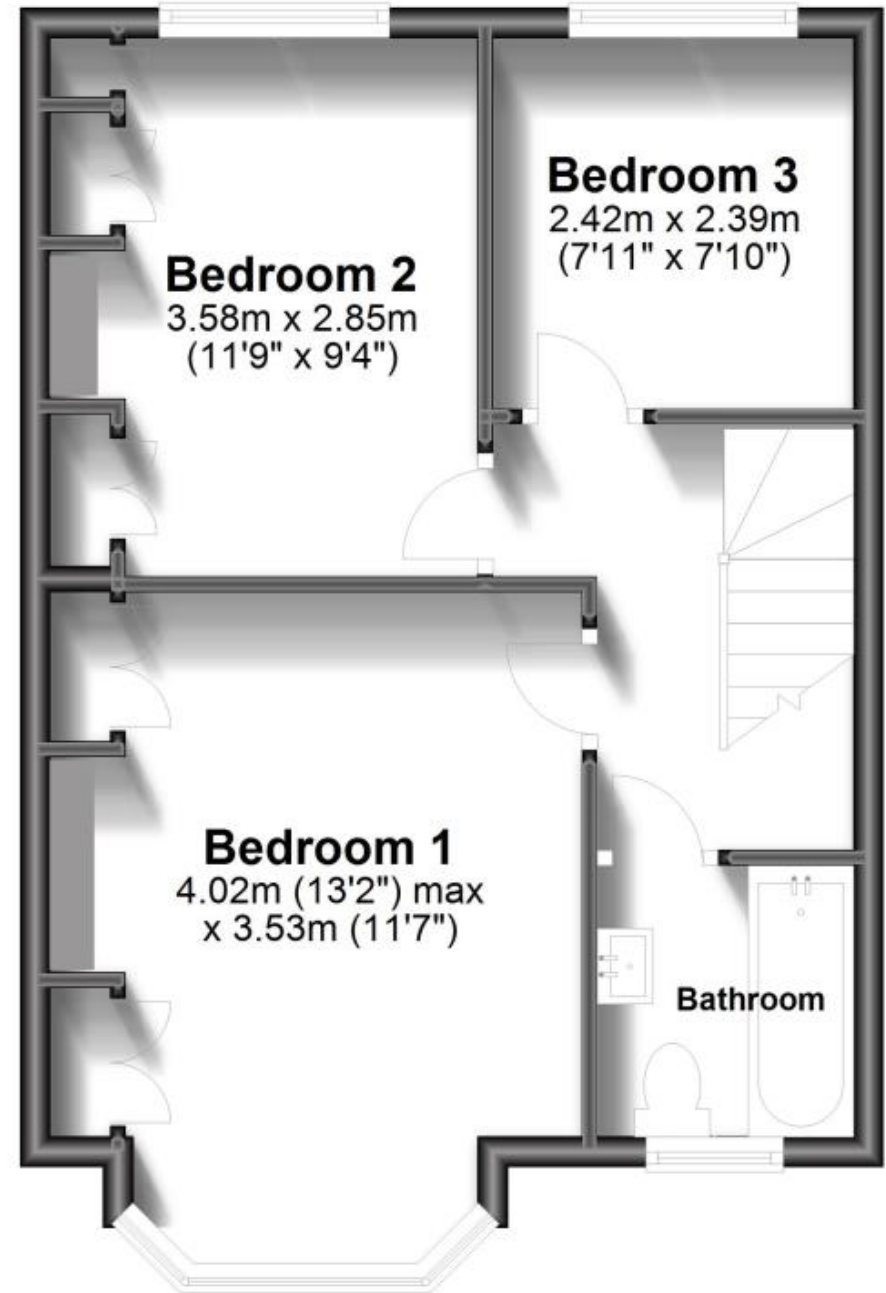 Bedroom 3
2.42m x 2.39m
(7'11" x 7'10")
Bedroom 2
3.58m x 2.85m
(11'9" x 9'4")
Bedroom 1
4.02m (13'2") max
x 3.53m (11'7")
Bathroom